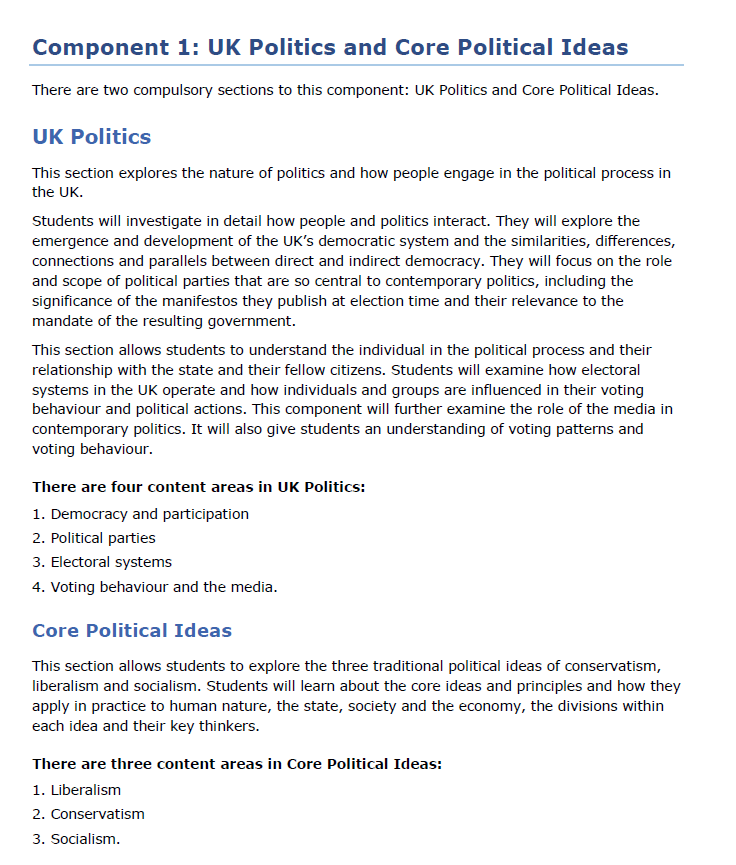 Component 1: UK Politics and Core Political Ideas
There are two compulsory sections to this component: UK Politics and Core Political Ideas.
UK Politics
This section explores the nature of politics and how people engage in the political process in
the UK.
Students will investigate in detail how people and politics interact. They will explore the
emergence and development of the UK’s democratic system and the similarities, differences,
connections and parallels between direct and indirect democracy. They will focus on the role
and scope of political parties that are so central to contemporary politics, including the
significance of the manifestos they publish at election time and their relevance to the
mandate of the resulting government.
This section allows students to understand the individual in the political process and their
relationship with the state and their fellow citizens. Students will examine how electoral
systems in the UK operate and how individuals and groups are influenced in their voting
behaviour and political actions. This component will further examine the role of the media in
contemporary politics. It will also give students an understanding of voting patterns and
voting behaviour.
There are four content areas in UK Politics:
1. Democracy and participation
2. Political parties
3. Electoral systems
4. Voting behaviour and the media.
Core Political Ideas
This section allows students to explore the three traditional political ideas of conservatism,
liberalism and socialism. Students will learn about the core ideas and principles and how they
apply in practice to human nature, the state, society and the economy, the divisions within
each idea and their key thinkers.
There are three content areas in Core Political Ideas:
1. Liberalism
2. Conservatism
3. Socialism.